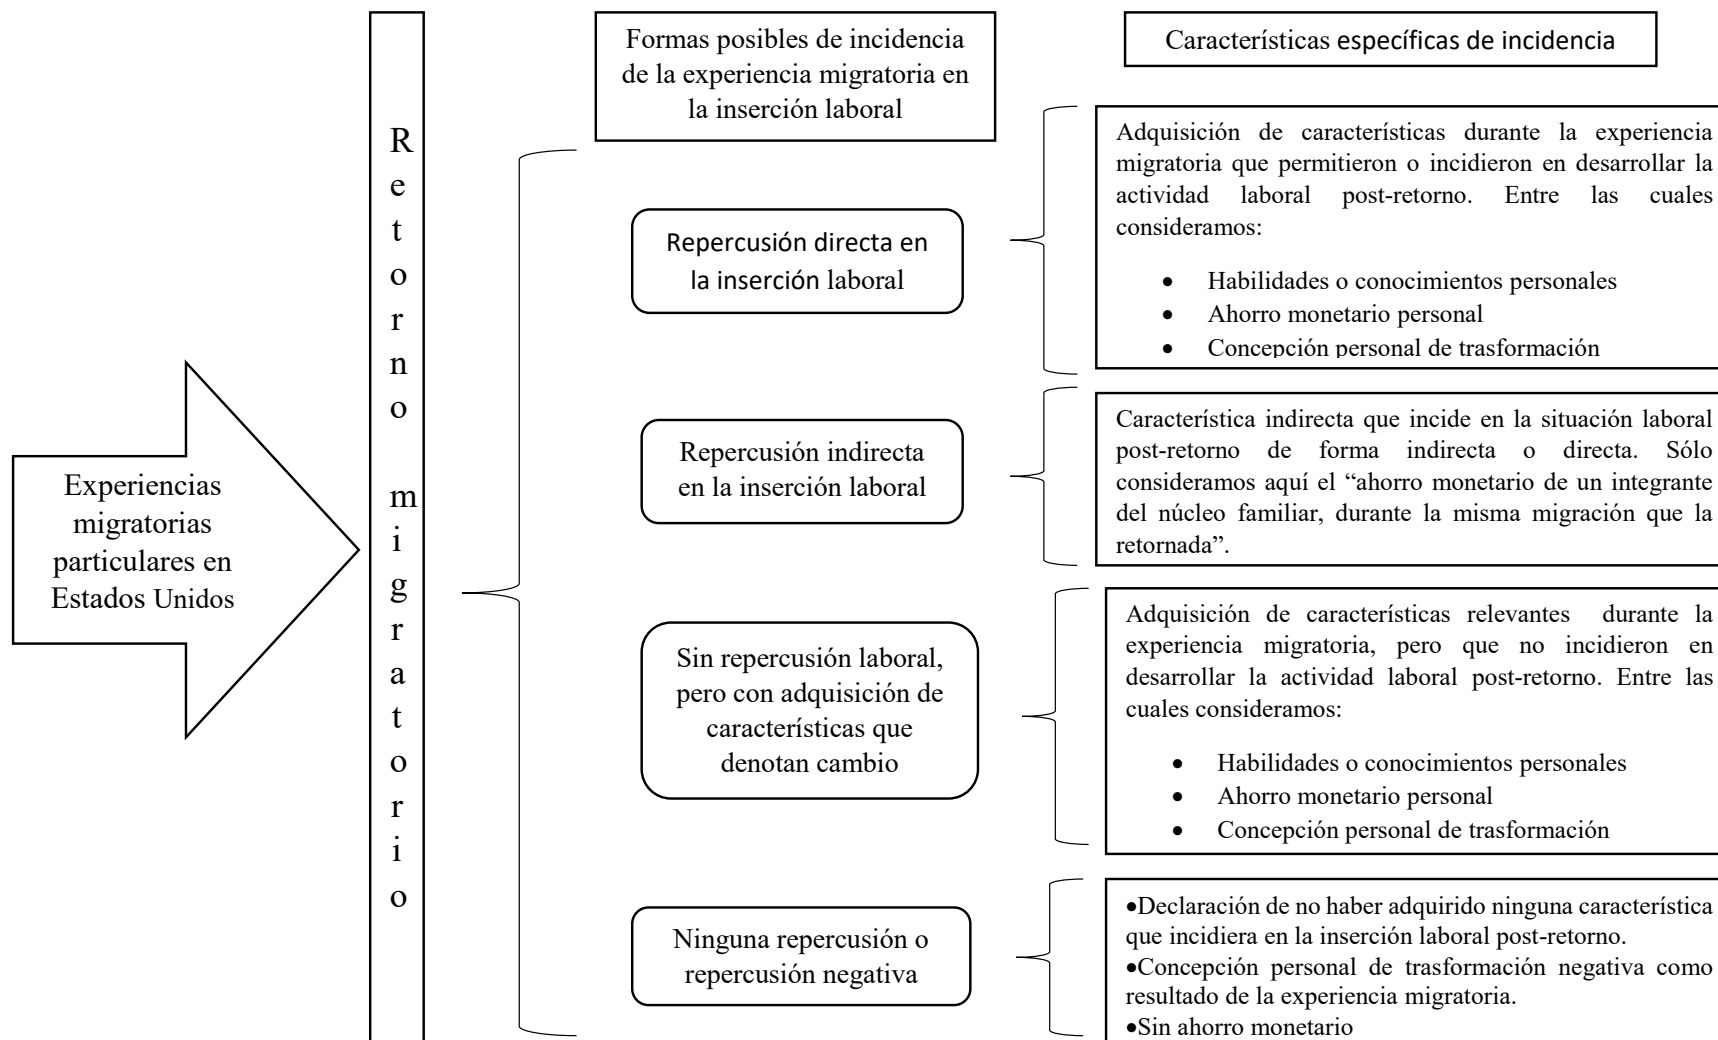 Experiencias
migratorias
particulares en
Estados Unidos
Retorno migratorio
Formas posibles de incidencia
de la experiencia migratoria en
la inserción laboral
Características específicas de incidencia
Repercusión directa en
la inserción laboral
Adquisición de características durante la experiencia
migratoria que permitieron o incidieron en desarrollar la
actividad laboral post-retorno. Entre las cuales
consideramos:
• Habilidades o conocimientos personales
• Ahorro monetario personal
• Concepción personal de trasformación
Repercusión indirecta
en la inserción laboral
Característica indirecta que incide en la situación laboral
post-retorno de forma indirecta o directa. Sólo
consideramos aquí el “ahorro monetario de un integrante
del núcleo familiar, durante la misma migración que la
retornada”.
Sin repercusión laboral,
pero con adquisición de
características que
denotan cambio
Adquisición de características relevantes durante la
experiencia migratoria, pero que no incidieron en
desarrollar la actividad laboral post-retorno. Entre las
cuales consideramos:
• Habilidades o conocimientos personales
• Ahorro monetario personal
• Concepción personal de trasformación
Ninguna repercusión o
repercusión negativa
•Declaración de no haber adquirido ninguna característica
que incidiera en la inserción laboral post-retorno.
•Concepción personal de trasformación negativa como
resultado de la experiencia migratoria.
•Sin ahorro monetario